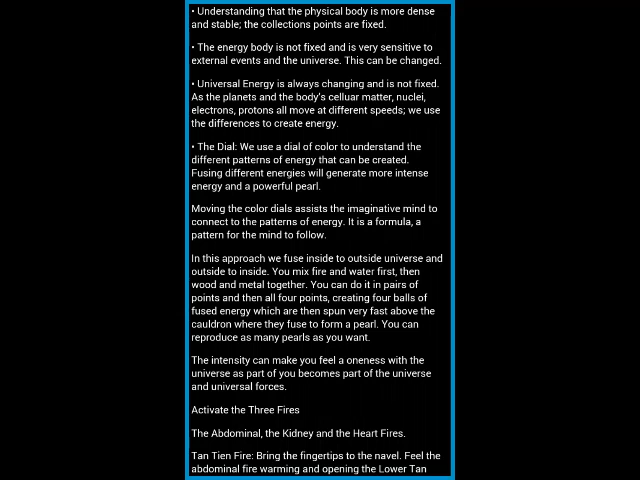 • Understanding that the physical body is more dense
and stable; the collections points are fixed.
• The energy body is not fixed and is very sensitive to
external events and the universe. This can be changed.
• Universal Energy is always changing and is not fixed.
As the planets and the body's celluar matter, nuclei,
electrons, protons all move at different speeds; we use
the differences to create energy.
• The Dial: We use a dial of color to understand the
different patterns of energy that can be created.
Fusing different energies will generate more intense
energy and a powerful pearl.
Moving the color dials assists the imaginative mind to
connect to the patterns of energy. It is a formula, a
pattern for the mind to follow.
In this approach we fuse inside to outside universe and
outside to inside. You mix fire and water first, then
wood and metal together. You can do it in pairs of
points and then all four points, creating four balls of
fused energy which are then spun very fast above the
cauldron where they fuse to form a pearl. You can
reproduce as many pearls as you want.
The intensity can make you feel a oneness with the
universe as part of you becomes part of the universe
and universal forces.
Activate the Three Fires
The Abdominal, the Kidney and the Heart Fires.
Tan Tien Fire: Bring the fingertips to the navel. Feel the
abdominal fire warming and opening the Lower Tan